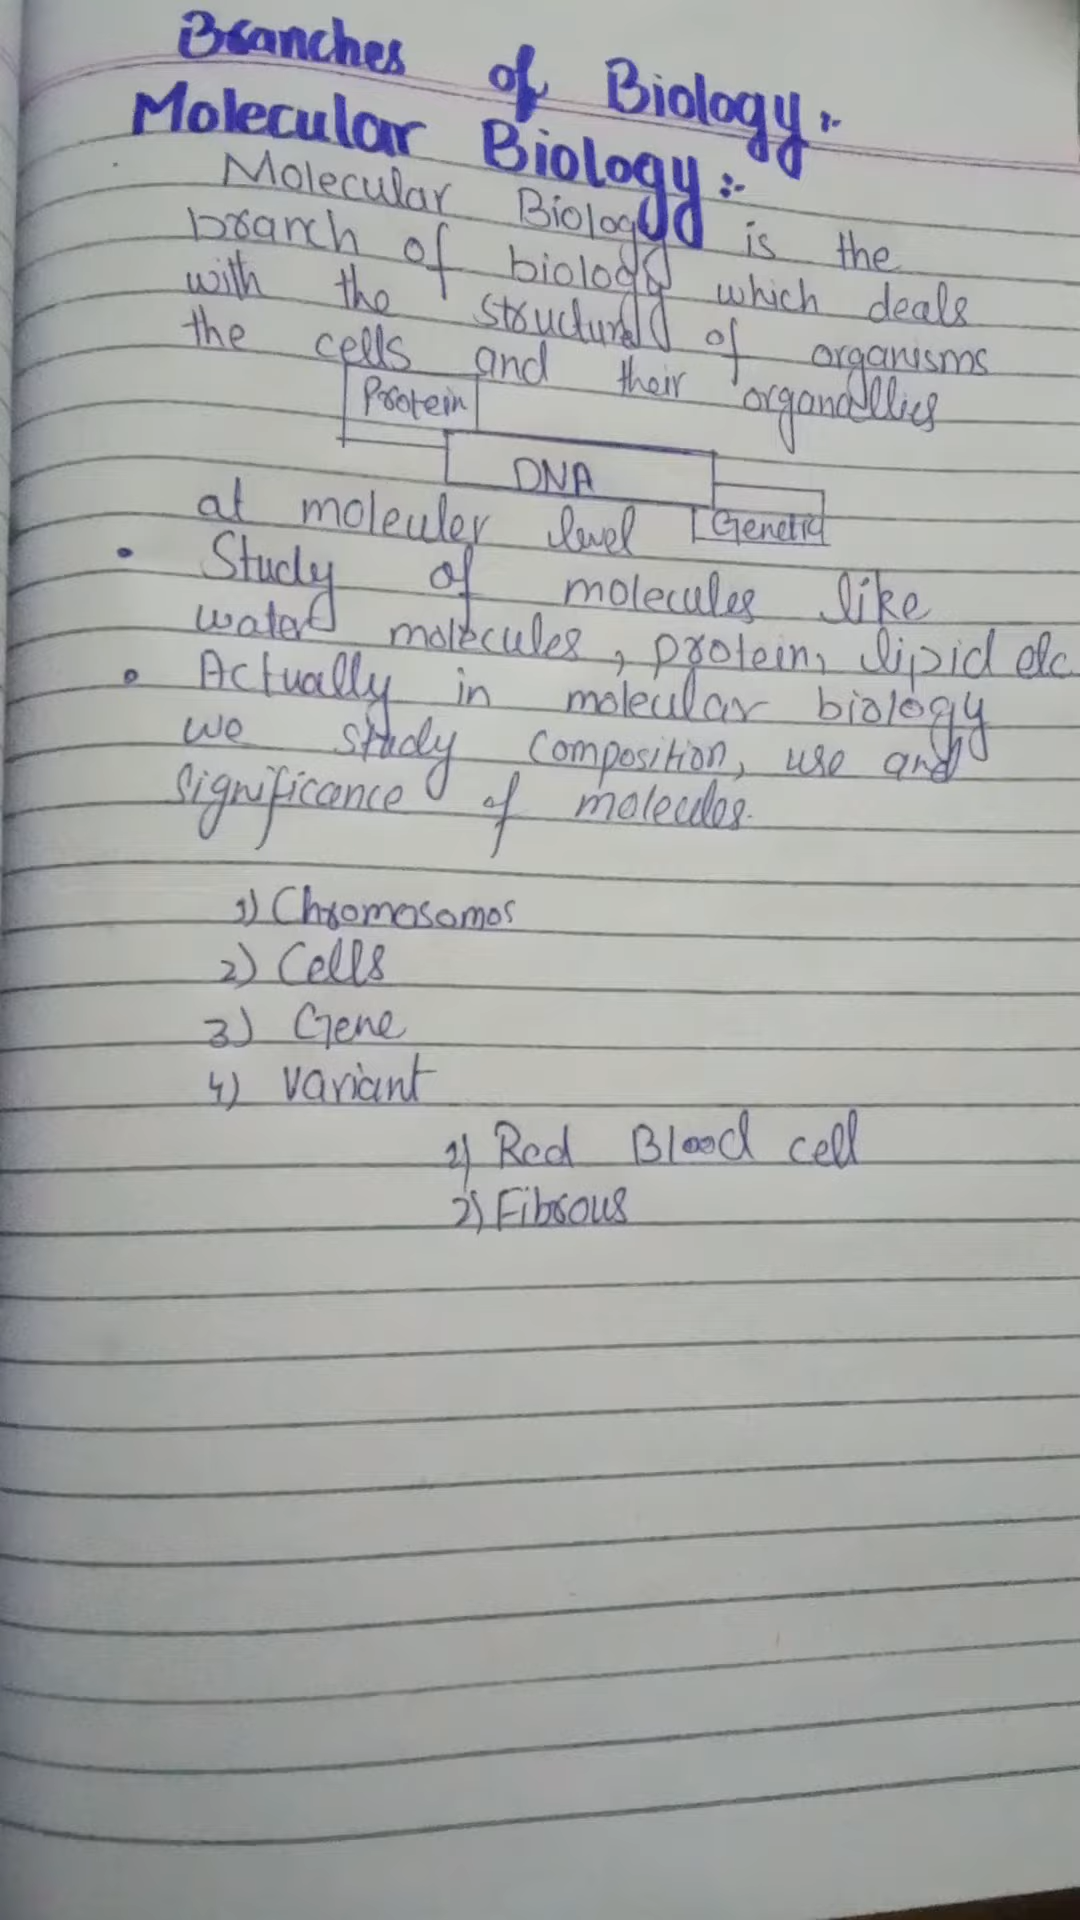 Branches of Biology:-
Molecular Biology:-
Molecular Biology is the
branch of biology which deals
with the structure of organisms
the cells and their organallies
Protein
DNA
at moleculer level Genetic
• Study of molecules like
water molecules, protein, lipid etc
• Actually in molecular biology
we study composition, use and
significance of molecules.
1) Chromosomos
2) Cells
3) Gene
4) Variant
1) Red Blood cell
2) Fibrous